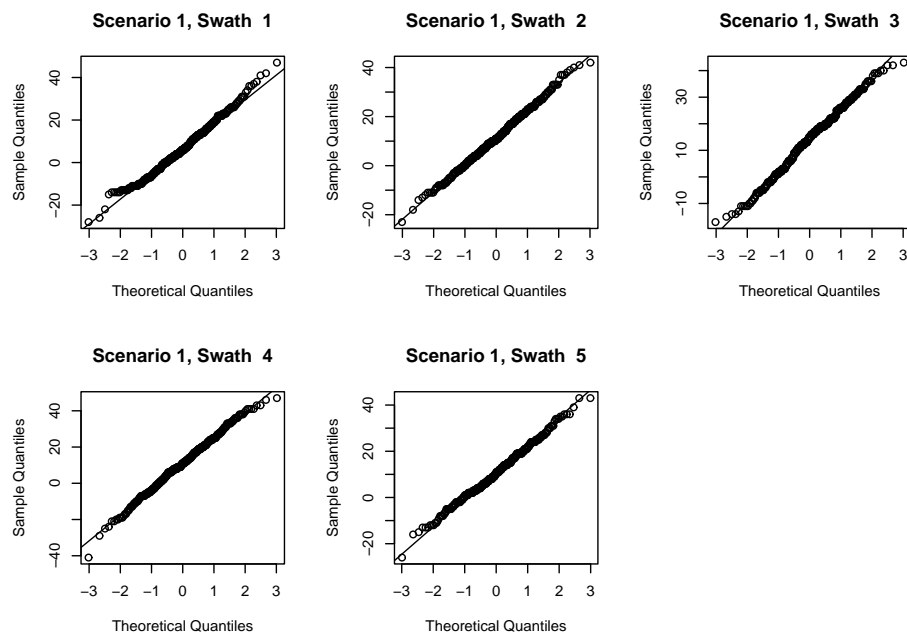 Scenario 1, Swath 1
Sample Quantiles
40
20
0
−20
−3 −2 −1 0 1 2 3
Theoretical Quantiles
Scenario 1, Swath 2
Sample Quantiles
40
20
0
−20
−3 −2 −1 0 1 2 3
Theoretical Quantiles
Scenario 1, Swath 3
Sample Quantiles
30
10
−10
−3 −2 −1 0 1 2 3
Theoretical Quantiles
Scenario 1, Swath 4
Sample Quantiles
40
20
0
−40
−3 −2 −1 0 1 2 3
Theoretical Quantiles
Scenario 1, Swath 5
Sample Quantiles
40
20
0
−20
−3 −2 −1 0 1 2 3
Theoretical Quantiles